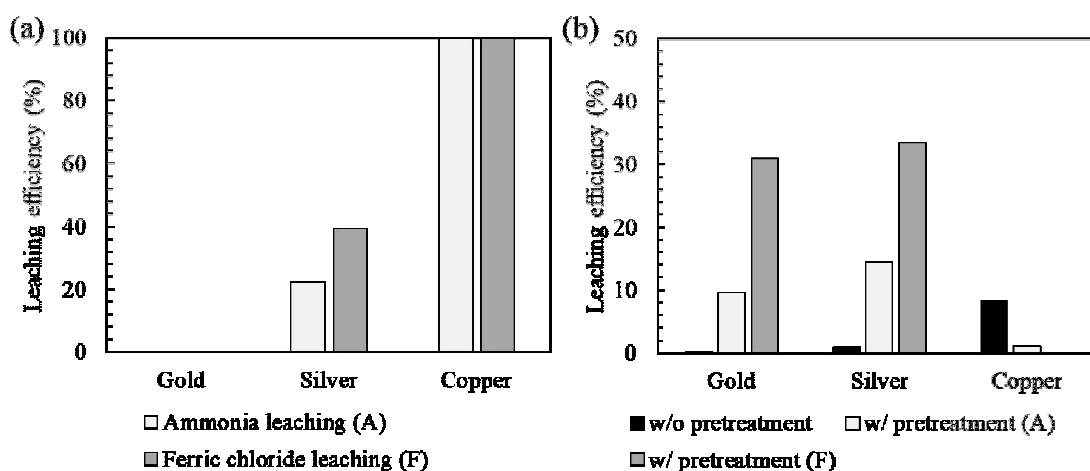 (a)
Leaching efficiency (%)
100
80
60
40
20
0
Gold Silver Copper
Ammonia leaching (A)
Ferric chloride leaching (F)
(b)
Leaching efficiency (%)
50
40
30
20
10
0
Gold Silver Copper
w/o pretreatment w/ pretreatment (A)
w/ pretreatment (F)